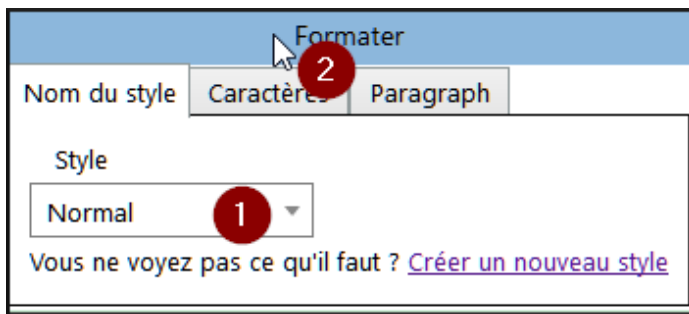 Formater
2
Nom du style Caractères Paragraph
Style
Normal 1
Vous ne voyez pas ce qu'il faut ? Créer un nouveau style